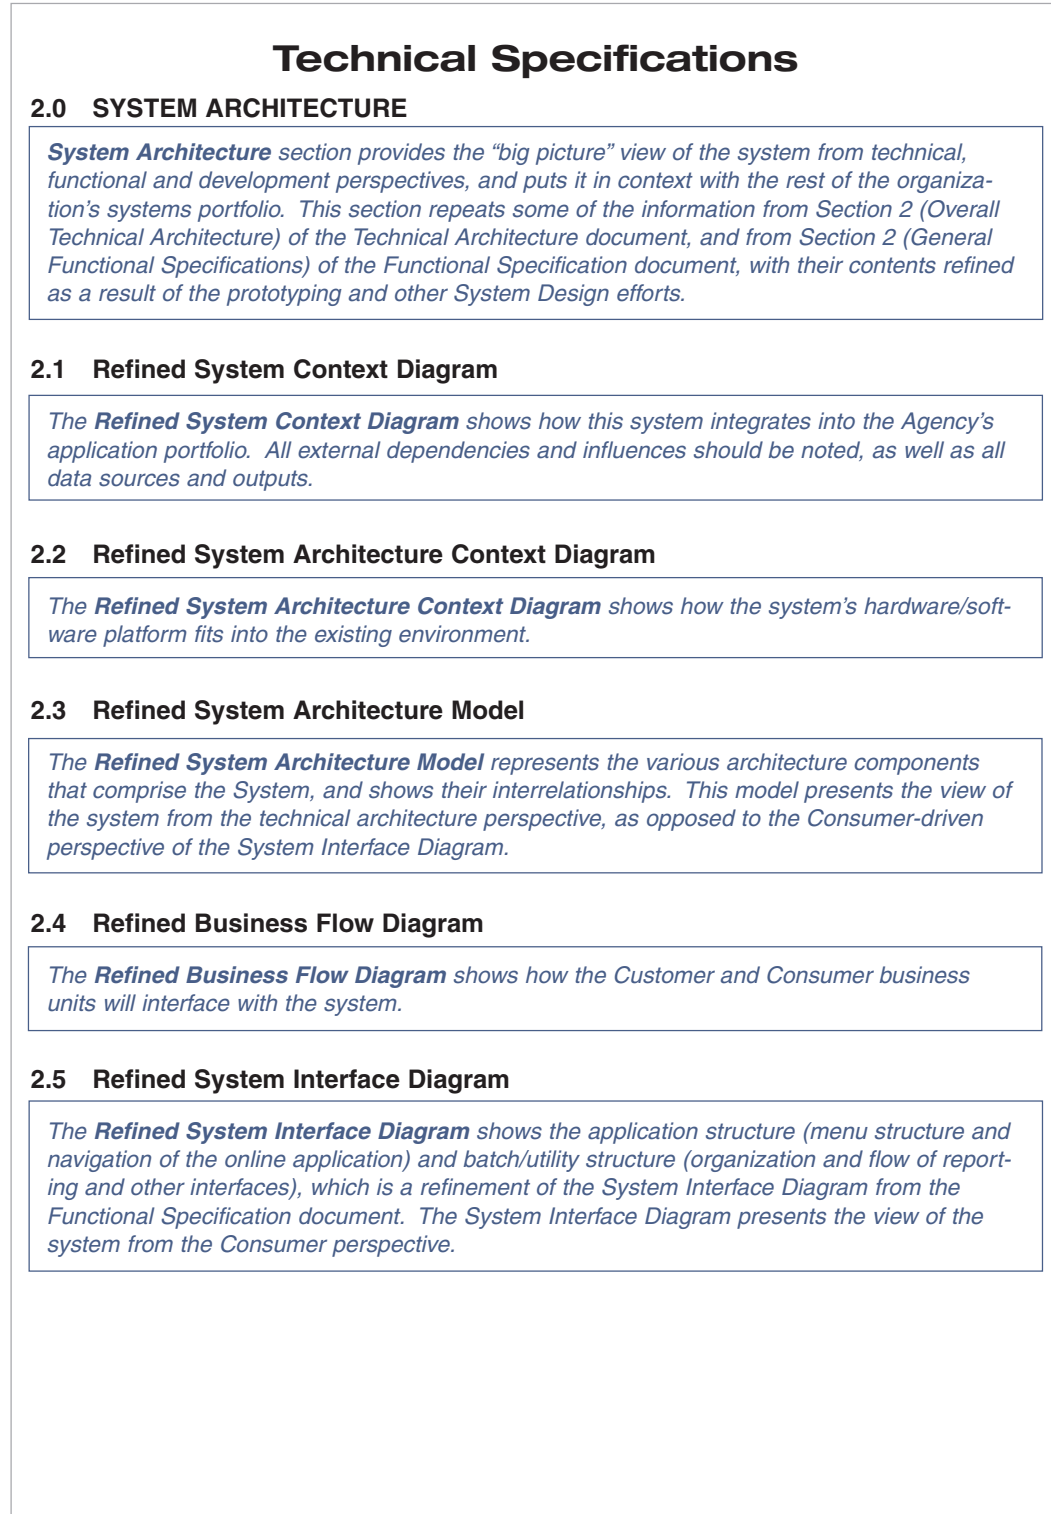 Technical Specifications
2.0 SYSTEM ARCHITECTURE
System Architecture section provides the “big picture” view of the system from technical,
functional and development perspectives, and puts it in context with the rest of the organiza-
tion’s systems portfolio. This section repeats some of the information from Section 2 (Overall
Technical Architecture) of the Technical Architecture document, and from Section 2 (General
Functional Specifications) of the Functional Specification document, with their contents refined
as a result of the prototyping and other System Design efforts.
2.1 Refined System Context Diagram
The Refined System Context Diagram shows how this system integrates into the Agency’s
application portfolio. All external dependencies and influences should be noted, as well as all
data sources and outputs.
2.2 Refined System Architecture Context Diagram
The Refined System Architecture Context Diagram shows how the system’s hardware/soft-
ware platform fits into the existing environment.
2.3 Refined System Architecture Model
The Refined System Architecture Model represents the various architecture components
that comprise the System, and shows their interrelationships. This model presents the view of
the system from the technical architecture perspective, as opposed to the Consumer-driven
perspective of the System Interface Diagram.
2.4 Refined Business Flow Diagram
The Refined Business Flow Diagram shows how the Customer and Consumer business
units will interface with the system.
2.5 Refined System Interface Diagram
The Refined System Interface Diagram shows the application structure (menu structure and
navigation of the online application) and batch/utility structure (organization and flow of report-
ing and other interfaces), which is a refinement of the System Interface Diagram from the
Functional Specification document. The System Interface Diagram presents the view of the
system from the Consumer perspective.